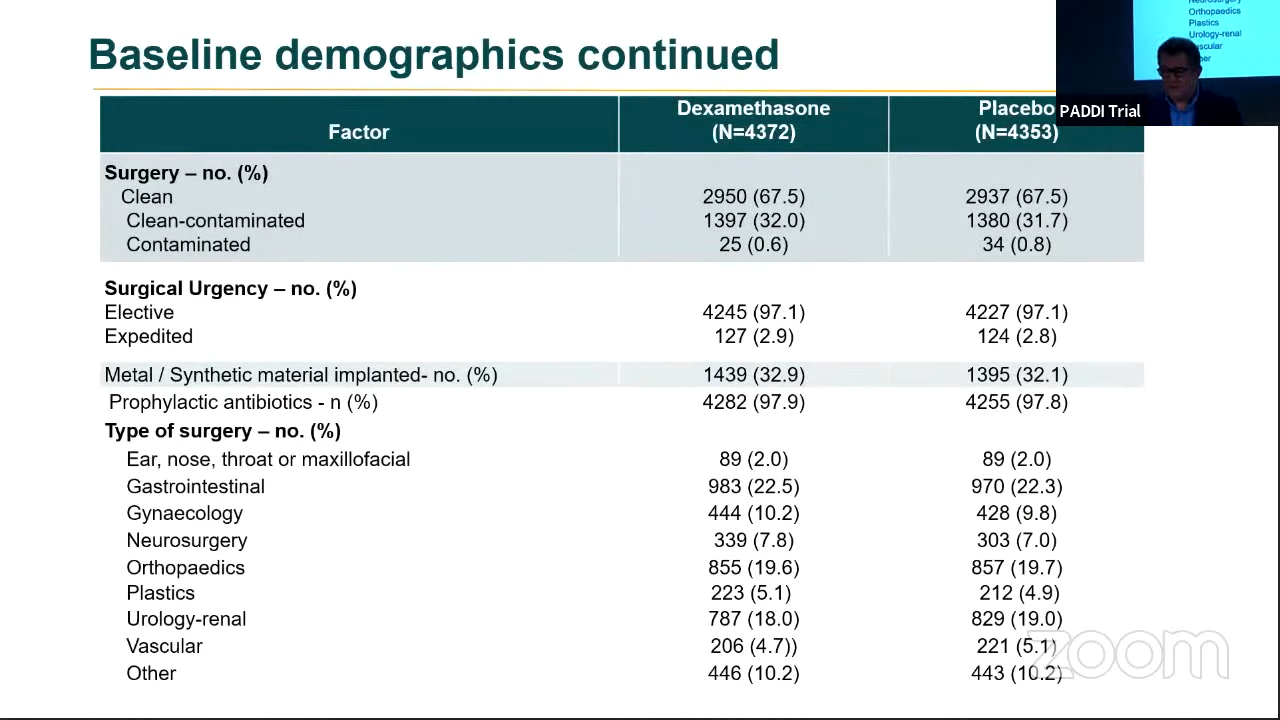 Baseline demographics continued
Neurosurgery
Orthopaedics
Plastics
Urology-renal
PADDI Trial
Factor Dexamethasone (N=4372) Placebo (N=4353)
Surgery – no. (%)
Clean 2950 (67.5) 2937 (67.5)
Clean-contaminated 1397 (32.0) 1380 (31.7)
Contaminated 25 (0.6) 34 (0.8)
Surgical Urgency – no. (%)
Elective 4245 (97.1) 4227 (97.1)
Expedited 127 (2.9) 124 (2.8)
Metal / Synthetic material implanted- no. (%) 1439 (32.9) 1395 (32.1)
Prophylactic antibiotics - n (%) 4282 (97.9) 4255 (97.8)
Type of surgery – no. (%)
Ear, nose, throat or maxillofacial 89 (2.0) 89 (2.0)
Gastrointestinal 983 (22.5) 970 (22.3)
Gynaecology 444 (10.2) 428 (9.8)
Neurosurgery 339 (7.8) 303 (7.0)
Orthopaedics 855 (19.6) 857 (19.7)
Plastics 223 (5.1) 212 (4.9)
Urology-renal 787 (18.0) 829 (19.0)
Vascular 206 (4.7)) 221 (5.1)
Other 446 (10.2) 443 (10.2)
zoom